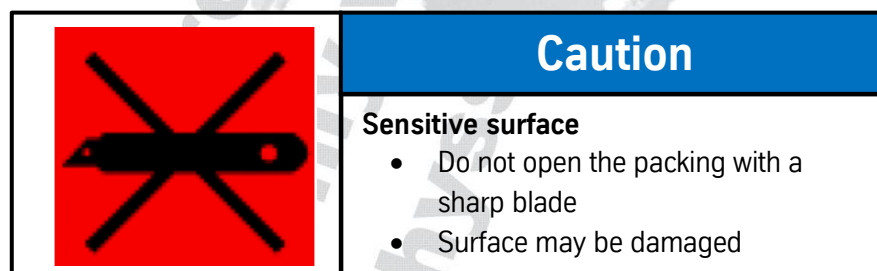 Caution
Sensitive surface
• Do not open the packing with a
sharp blade
• Surface may be damaged